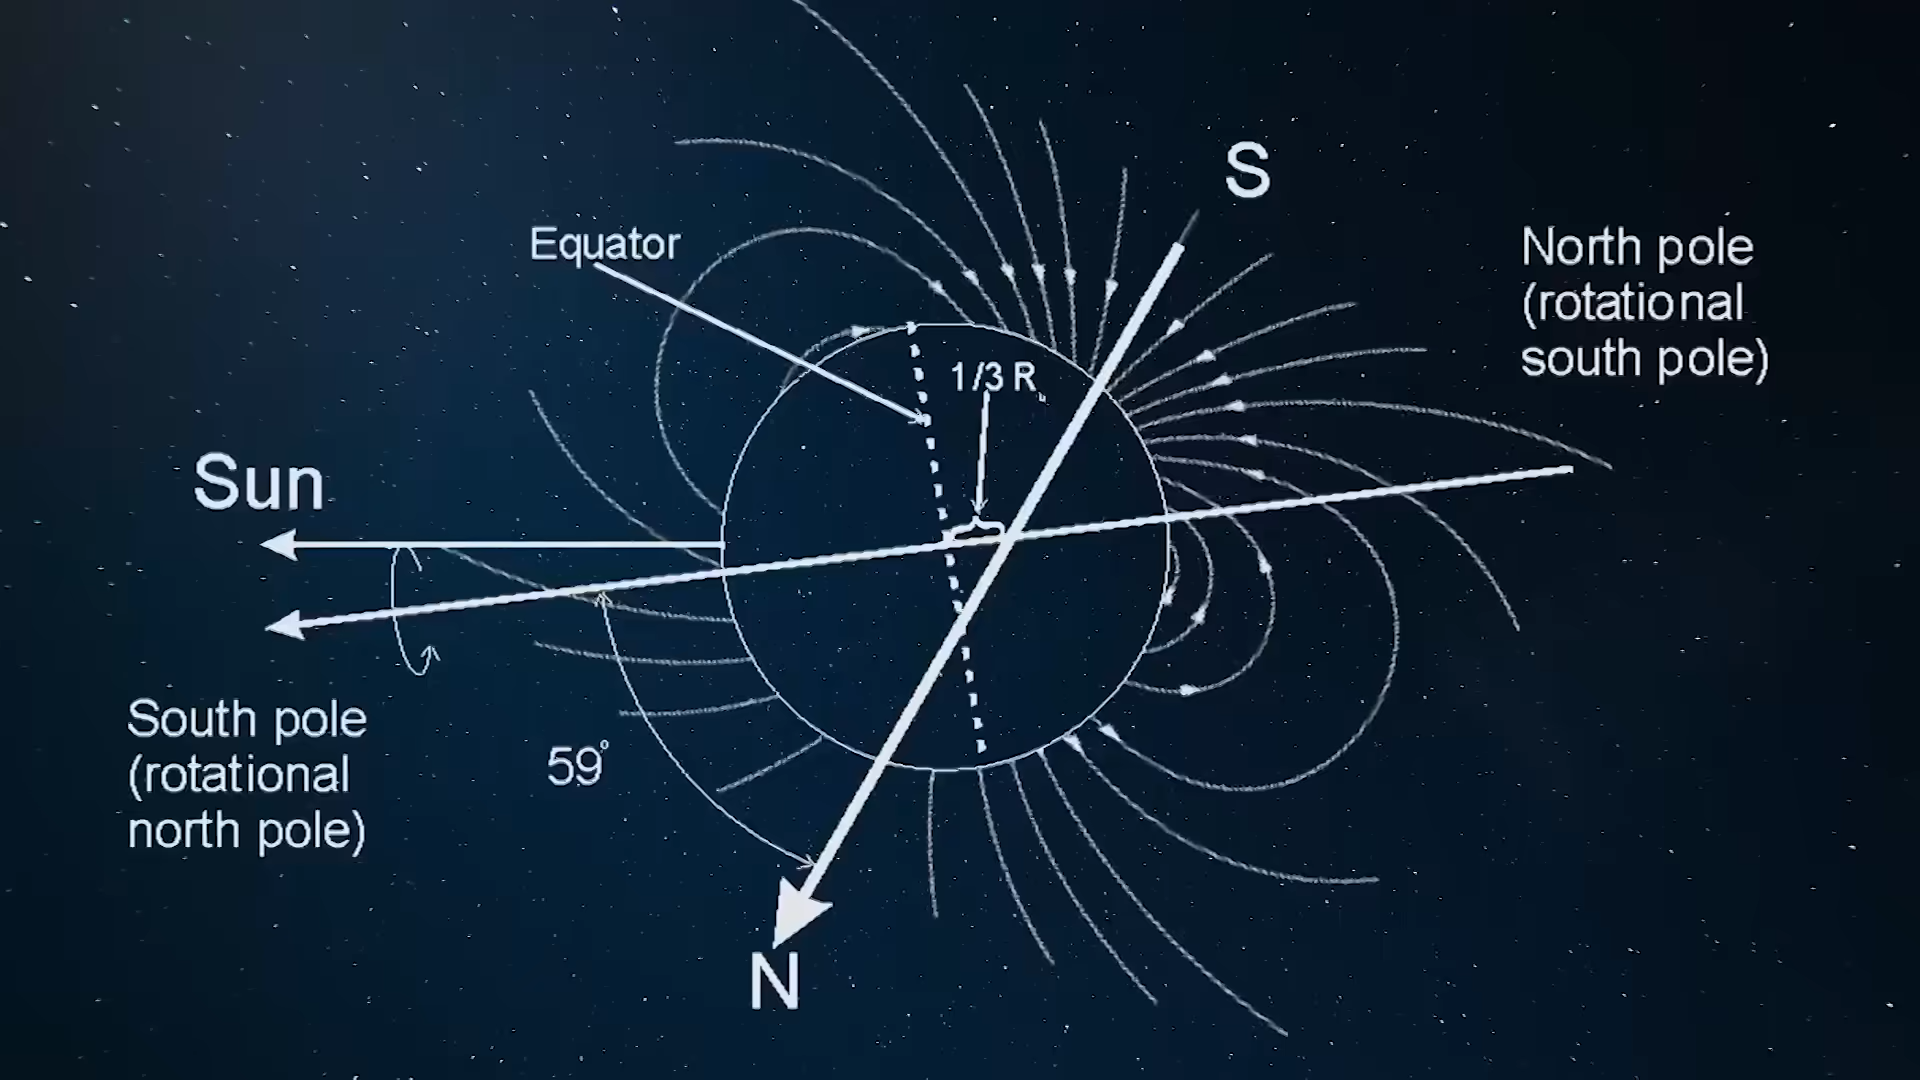 S
Equator
North pole
(rotational
south pole)
1/3 R
Sun
South pole
(rotational
north pole)
59°
N